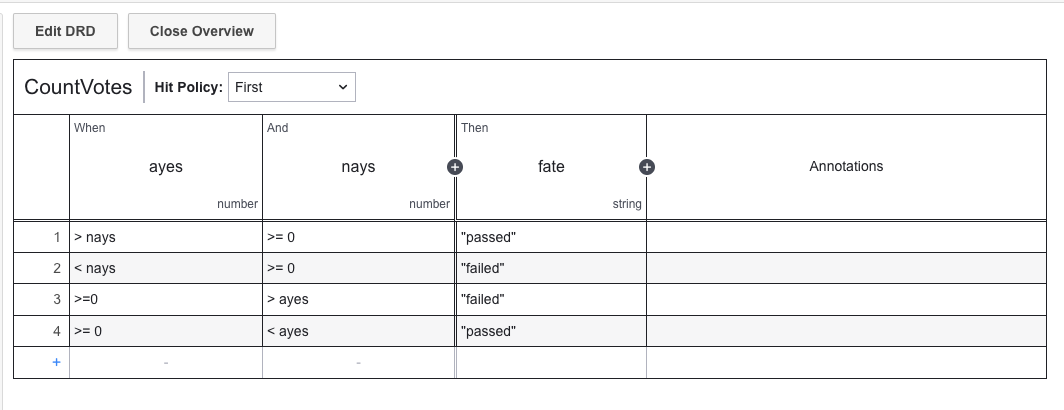 Edit DRD Close Overview
CountVotes Hit Policy: First
When And Then
ayes nays fate Annotations
number number string
1 > nays >= 0 "passed"
2 < nays >= 0 "failed"
3 >=0 > ayes "failed"
4 >= 0 < ayes "passed"
+ - -